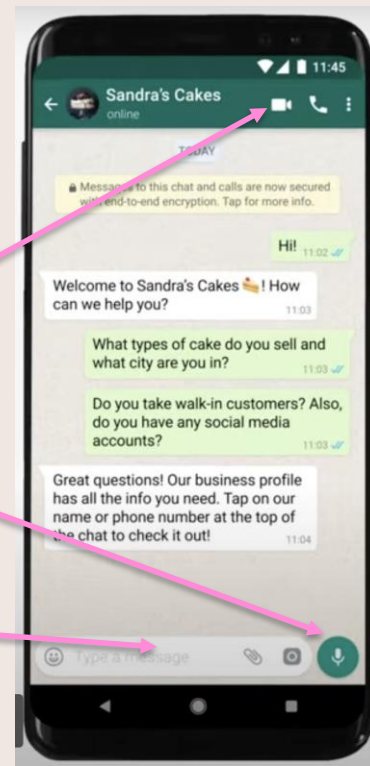 11:45
Sandra's Cakes
online
TODAY
Messages to this chat and calls are now secured
with end-to-end encryption. Tap for more info.
Hi! 11:02
Welcome to Sandra's Cakes 🍰! How
can we help you?
11:03
What types of cake do you sell and
what city are you in?
11:03
Do you take walk-in customers? Also,
do you have any social media
accounts?
11:03
Great questions! Our business profile
has all the info you need. Tap on our
name or phone number at the top of
the chat to check it out!
11:04
Type a message